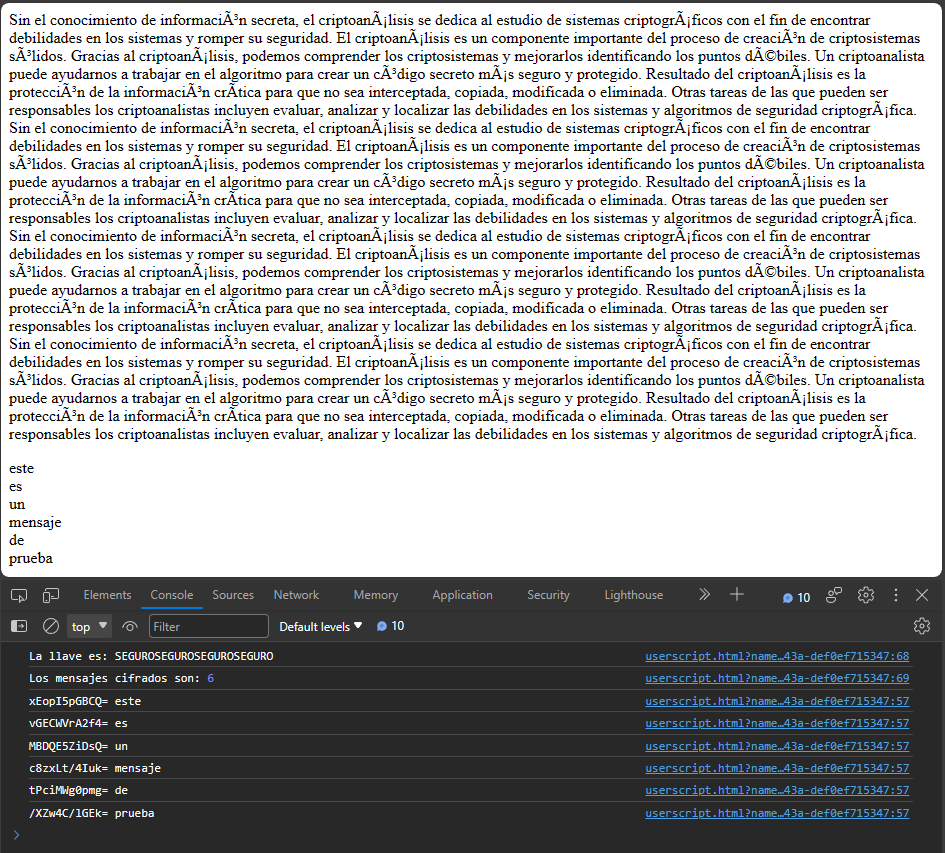 Sin el conocimiento de informaciÃ³n secreta, el criptoanÃ¡lisis se dedica al estudio de sistemas criptogrÃ¡ficos con el fin de encontrar
debilidades en los sistemas y romper su seguridad. El criptoanÃ¡lisis es un componente importante del proceso de creaciÃ³n de criptosistemas
sÃ³lidos. Gracias al criptoanÃ¡lisis, podemos comprender los criptosistemas y mejorarlos identificando los puntos dÃ©biles. Un criptoanalista
puede ayudarnos a trabajar en el algoritmo para crear un cÃ³digo secreto mÃ¡s seguro y protegido. Resultado del criptoanÃ¡lisis es la
protecciÃ³n de la informaciÃ³n crÃ­tica para que no sea interceptada, copiada, modificada o eliminada. Otras tareas de las que pueden ser
responsables los criptoanalistas incluyen evaluar, analizar y localizar las debilidades en los sistemas y algoritmos de seguridad criptogrÃ¡fica.
Sin el conocimiento de informaciÃ³n secreta, el criptoanÃ¡lisis se dedica al estudio de sistemas criptogrÃ¡ficos con el fin de encontrar
debilidades en los sistemas y romper su seguridad. El criptoanÃ¡lisis es un componente importante del proceso de creaciÃ³n de criptosistemas
sÃ³lidos. Gracias al criptoanÃ¡lisis, podemos comprender los criptosistemas y mejorarlos identificando los puntos dÃ©biles. Un criptoanalista
puede ayudarnos a trabajar en el algoritmo para crear un cÃ³digo secreto mÃ¡s seguro y protegido. Resultado del criptoanÃ¡lisis es la
protecciÃ³n de la informaciÃ³n crÃ­tica para que no sea interceptada, copiada, modificada o eliminada. Otras tareas de las que pueden ser
responsables los criptoanalistas incluyen evaluar, analizar y localizar las debilidades en los sistemas y algoritmos de seguridad criptogrÃ¡fica.
Sin el conocimiento de informaciÃ³n secreta, el criptoanÃ¡lisis se dedica al estudio de sistemas criptogrÃ¡ficos con el fin de encontrar
debilidades en los sistemas y romper su seguridad. El criptoanÃ¡lisis es un componente importante del proceso de creaciÃ³n de criptosistemas
sÃ³lidos. Gracias al criptoanÃ¡lisis, podemos comprender los criptosistemas y mejorarlos identificando los puntos dÃ©biles. Un criptoanalista
puede ayudarnos a trabajar en el algoritmo para crear un cÃ³digo secreto mÃ¡s seguro y protegido. Resultado del criptoanÃ¡lisis es la
protecciÃ³n de la informaciÃ³n crÃ­tica para que no sea interceptada, copiada, modificada o eliminada. Otras tareas de las que pueden ser
responsables los criptoanalistas incluyen evaluar, analizar y localizar las debilidades en los sistemas y algoritmos de seguridad criptogrÃ¡fica.
Sin el conocimiento de informaciÃ³n secreta, el criptoanÃ¡lisis se dedica al estudio de sistemas criptogrÃ¡ficos con el fin de encontrar
debilidades en los sistemas y romper su seguridad. El criptoanÃ¡lisis es un componente importante del proceso de creaciÃ³n de criptosistemas
sÃ³lidos. Gracias al criptoanÃ¡lisis, podemos comprender los criptosistemas y mejorarlos identificando los puntos dÃ©biles. Un criptoanalista
puede ayudarnos a trabajar en el algoritmo para crear un cÃ³digo secreto mÃ¡s seguro y protegido. Resultado del criptoanÃ¡lisis es la
protecciÃ³n de la informaciÃ³n crÃ­tica para que no sea interceptada, copiada, modificada o eliminada. Otras tareas de las que pueden ser
responsables los criptoanalistas incluyen evaluar, analizar y localizar las debilidades en los sistemas y algoritmos de seguridad criptogrÃ¡fica.
este
es
un
mensaje
de
prueba
Elements Console Sources Network Memory Application Security Lighthouse 10
top Filter Default levels 10
La llave es: SEGUROSEGUROSEGUROSEGURO userscript.html?name…43a-def0ef715347:68
Los mensajes cifrados son: 6 userscript.html?name…43a-def0ef715347:69
xEopI5pGBCQ= este userscript.html?name…43a-def0ef715347:57
vGECWVrA2f4= es userscript.html?name…43a-def0ef715347:57
MBDQE5ZiDsQ= un userscript.html?name…43a-def0ef715347:57
c8zxLt/4Iuk= mensaje userscript.html?name…43a-def0ef715347:57
tPciMWg0pmg= de userscript.html?name…43a-def0ef715347:57
/XZw4C/lGEk= prueba userscript.html?name…43a-def0ef715347:57